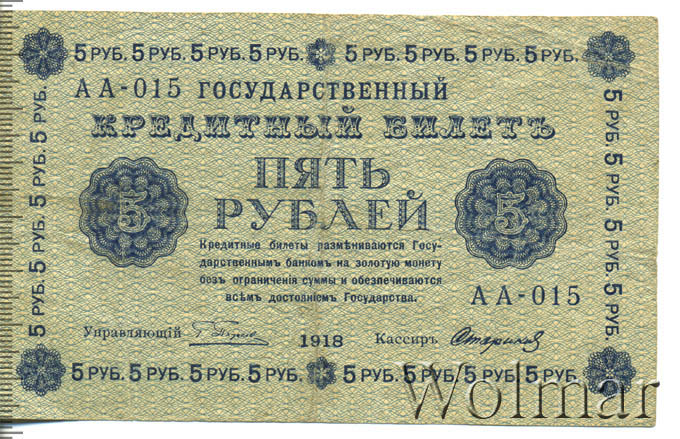 5 РУБ. 5 РУБ. 5 РУБ. 5 РУБ. 5 РУБ. 5 РУБ. 5 РУБ. 5 РУБ.
АА-015 ГОСУДАРСТВЕННЫЙ
КРЕДИТНЫЙ БИЛЕТЪ
5 ПЯТЬ 5
РУБЛЕЙ
Кредитные билеты размѣниваются Госу-
дарственнымъ банкомъ на золотую монету
безъ ограниченія суммы и обезпечиваются
всѣмъ достояніемъ Государства.
АА-015
Управляющій 1918 Кассиръ
5 РУБ. 5 РУБ. 5 РУБ. 5 РУБ. 5 РУБ. 5 РУБ. 5 РУБ. 5 РУБ.
5 РУБ. 5 РУБ. 5 РУБ. 5 РУБ. 5 РУБ.
5 РУБ. 5 РУБ. 5 РУБ. 5 РУБ. 5 РУБ.
Wolmar